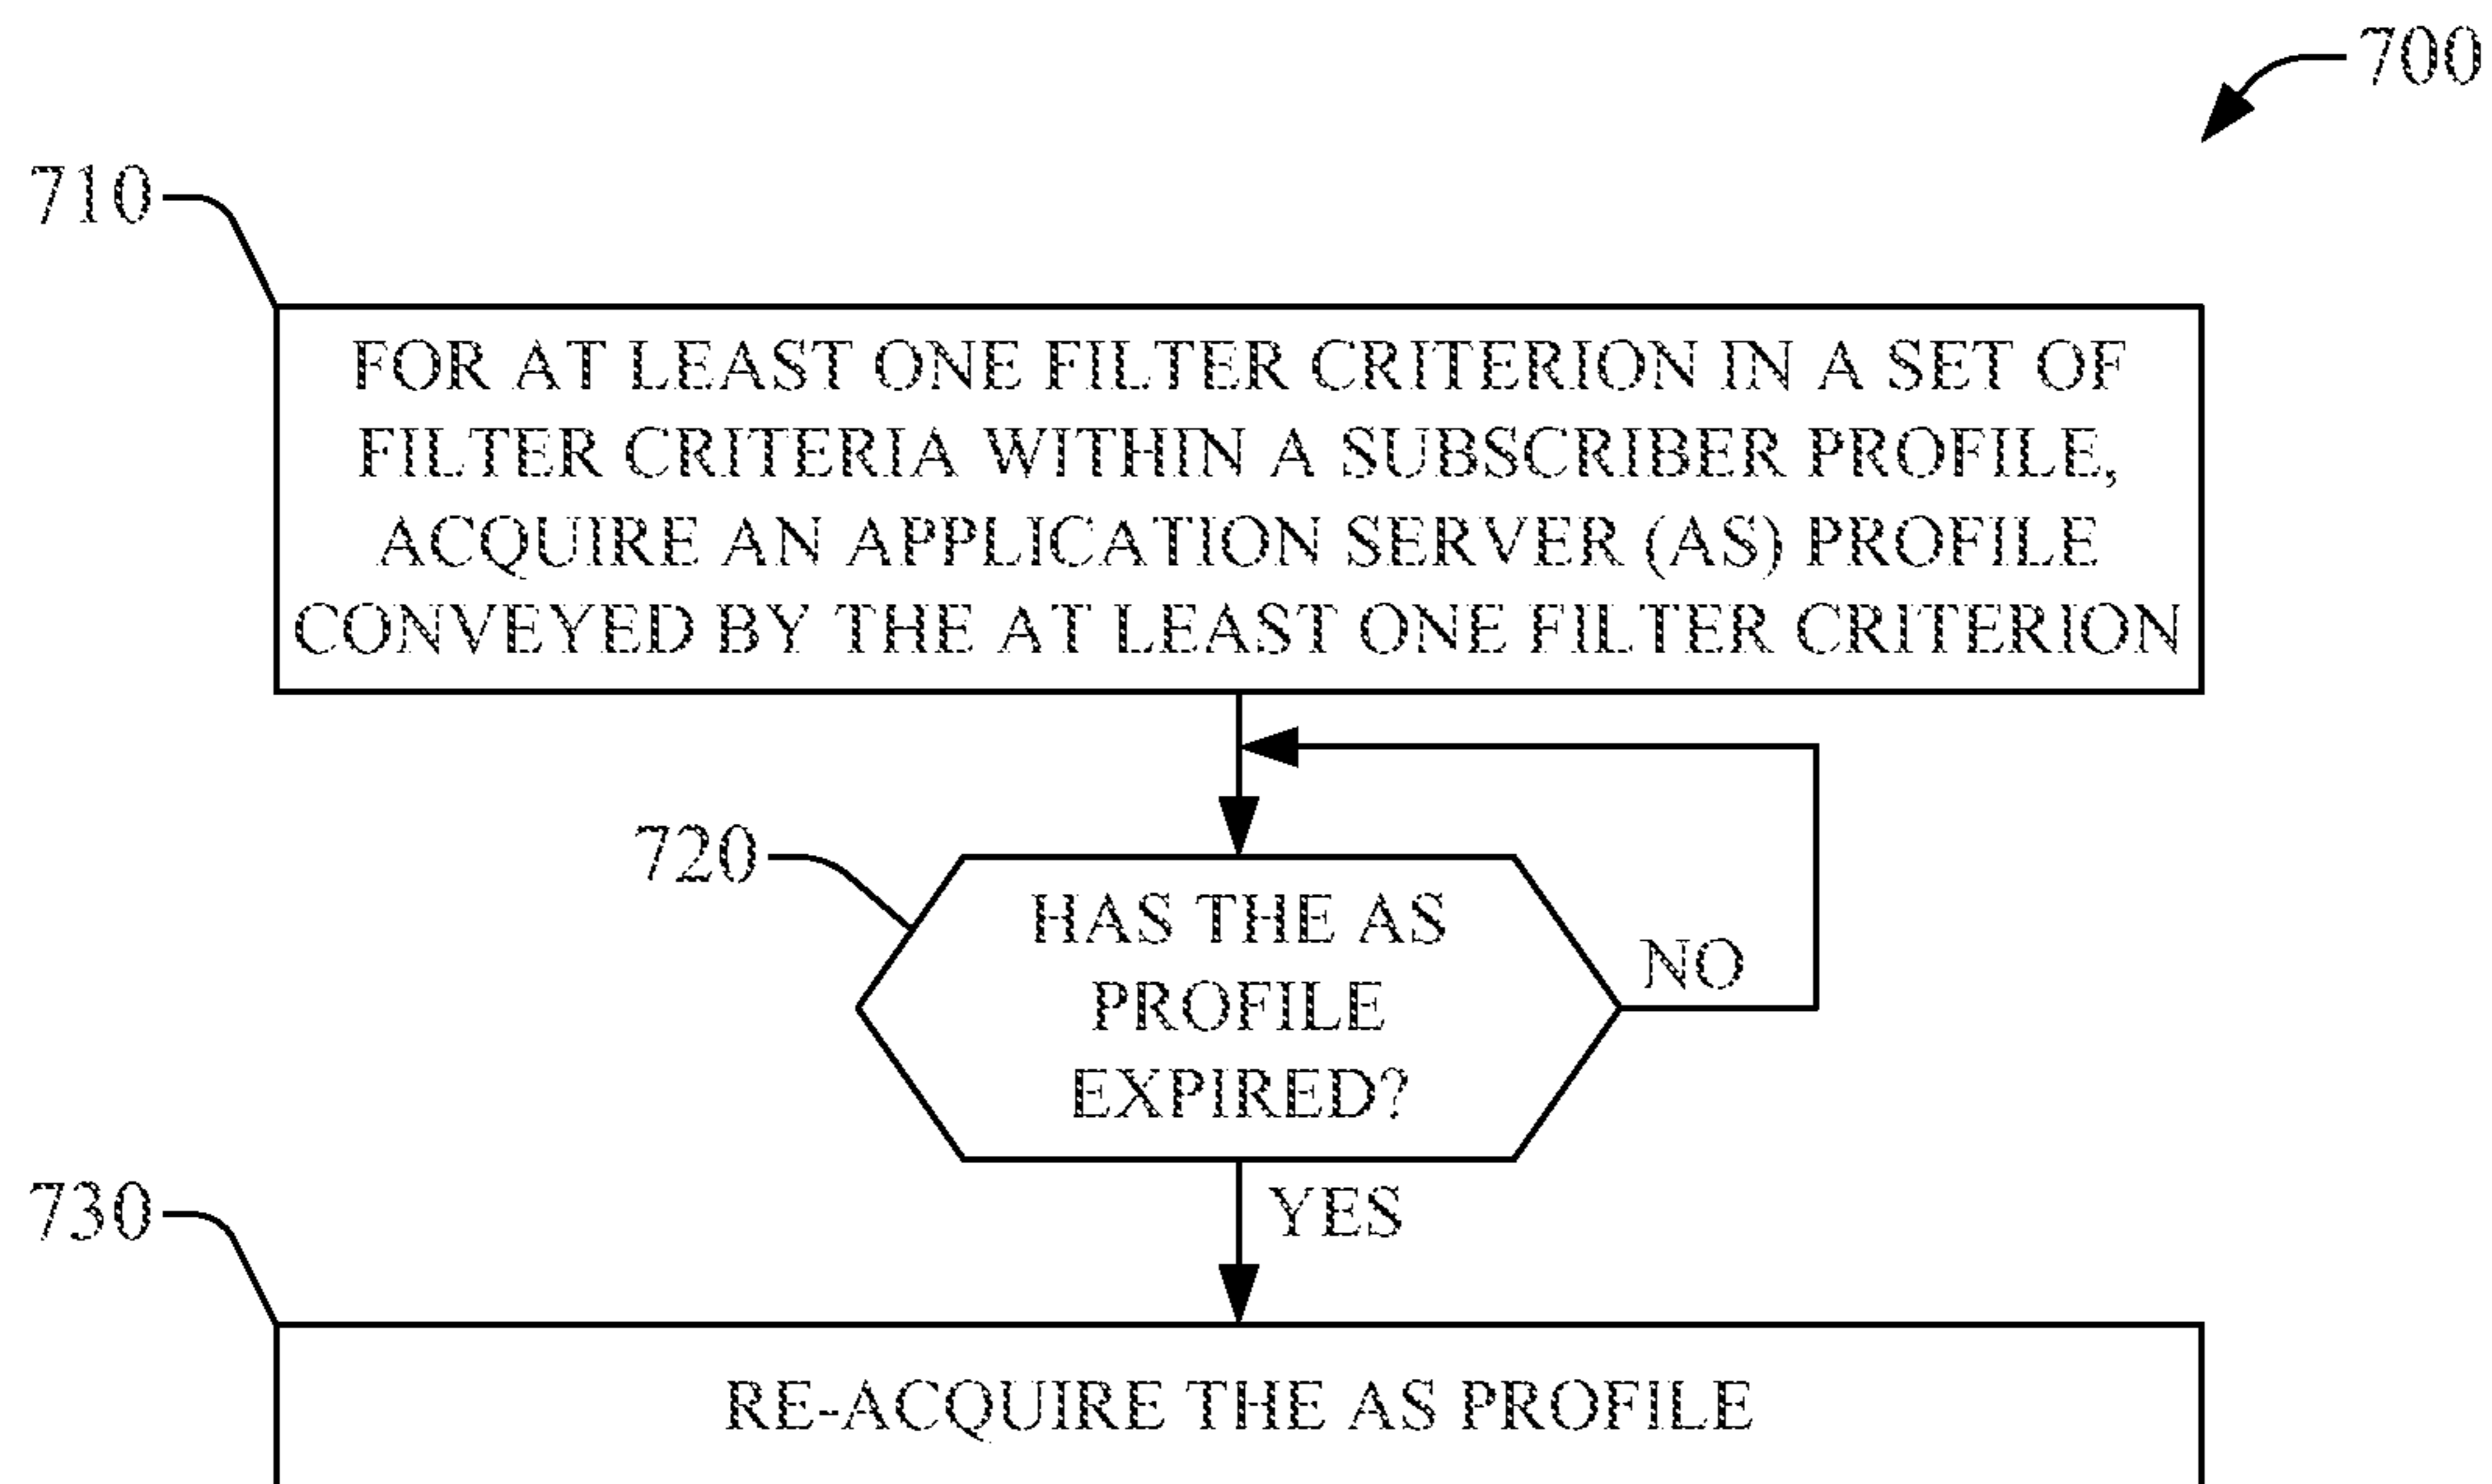 700
710
FOR AT LEAST ONE FILTER CRITERION IN A SET OF
FILTER CRITERIA WITHIN A SUBSCRIBER PROFILE,
ACQUIRE AN APPLICATION SERVER (AS) PROFILE
CONVEYED BY THE AT LEAST ONE FILTER CRITERION
720
HAS THE AS
PROFILE
EXPIRED?
NO
YES
730
RE-ACQUIRE THE AS PROFILE